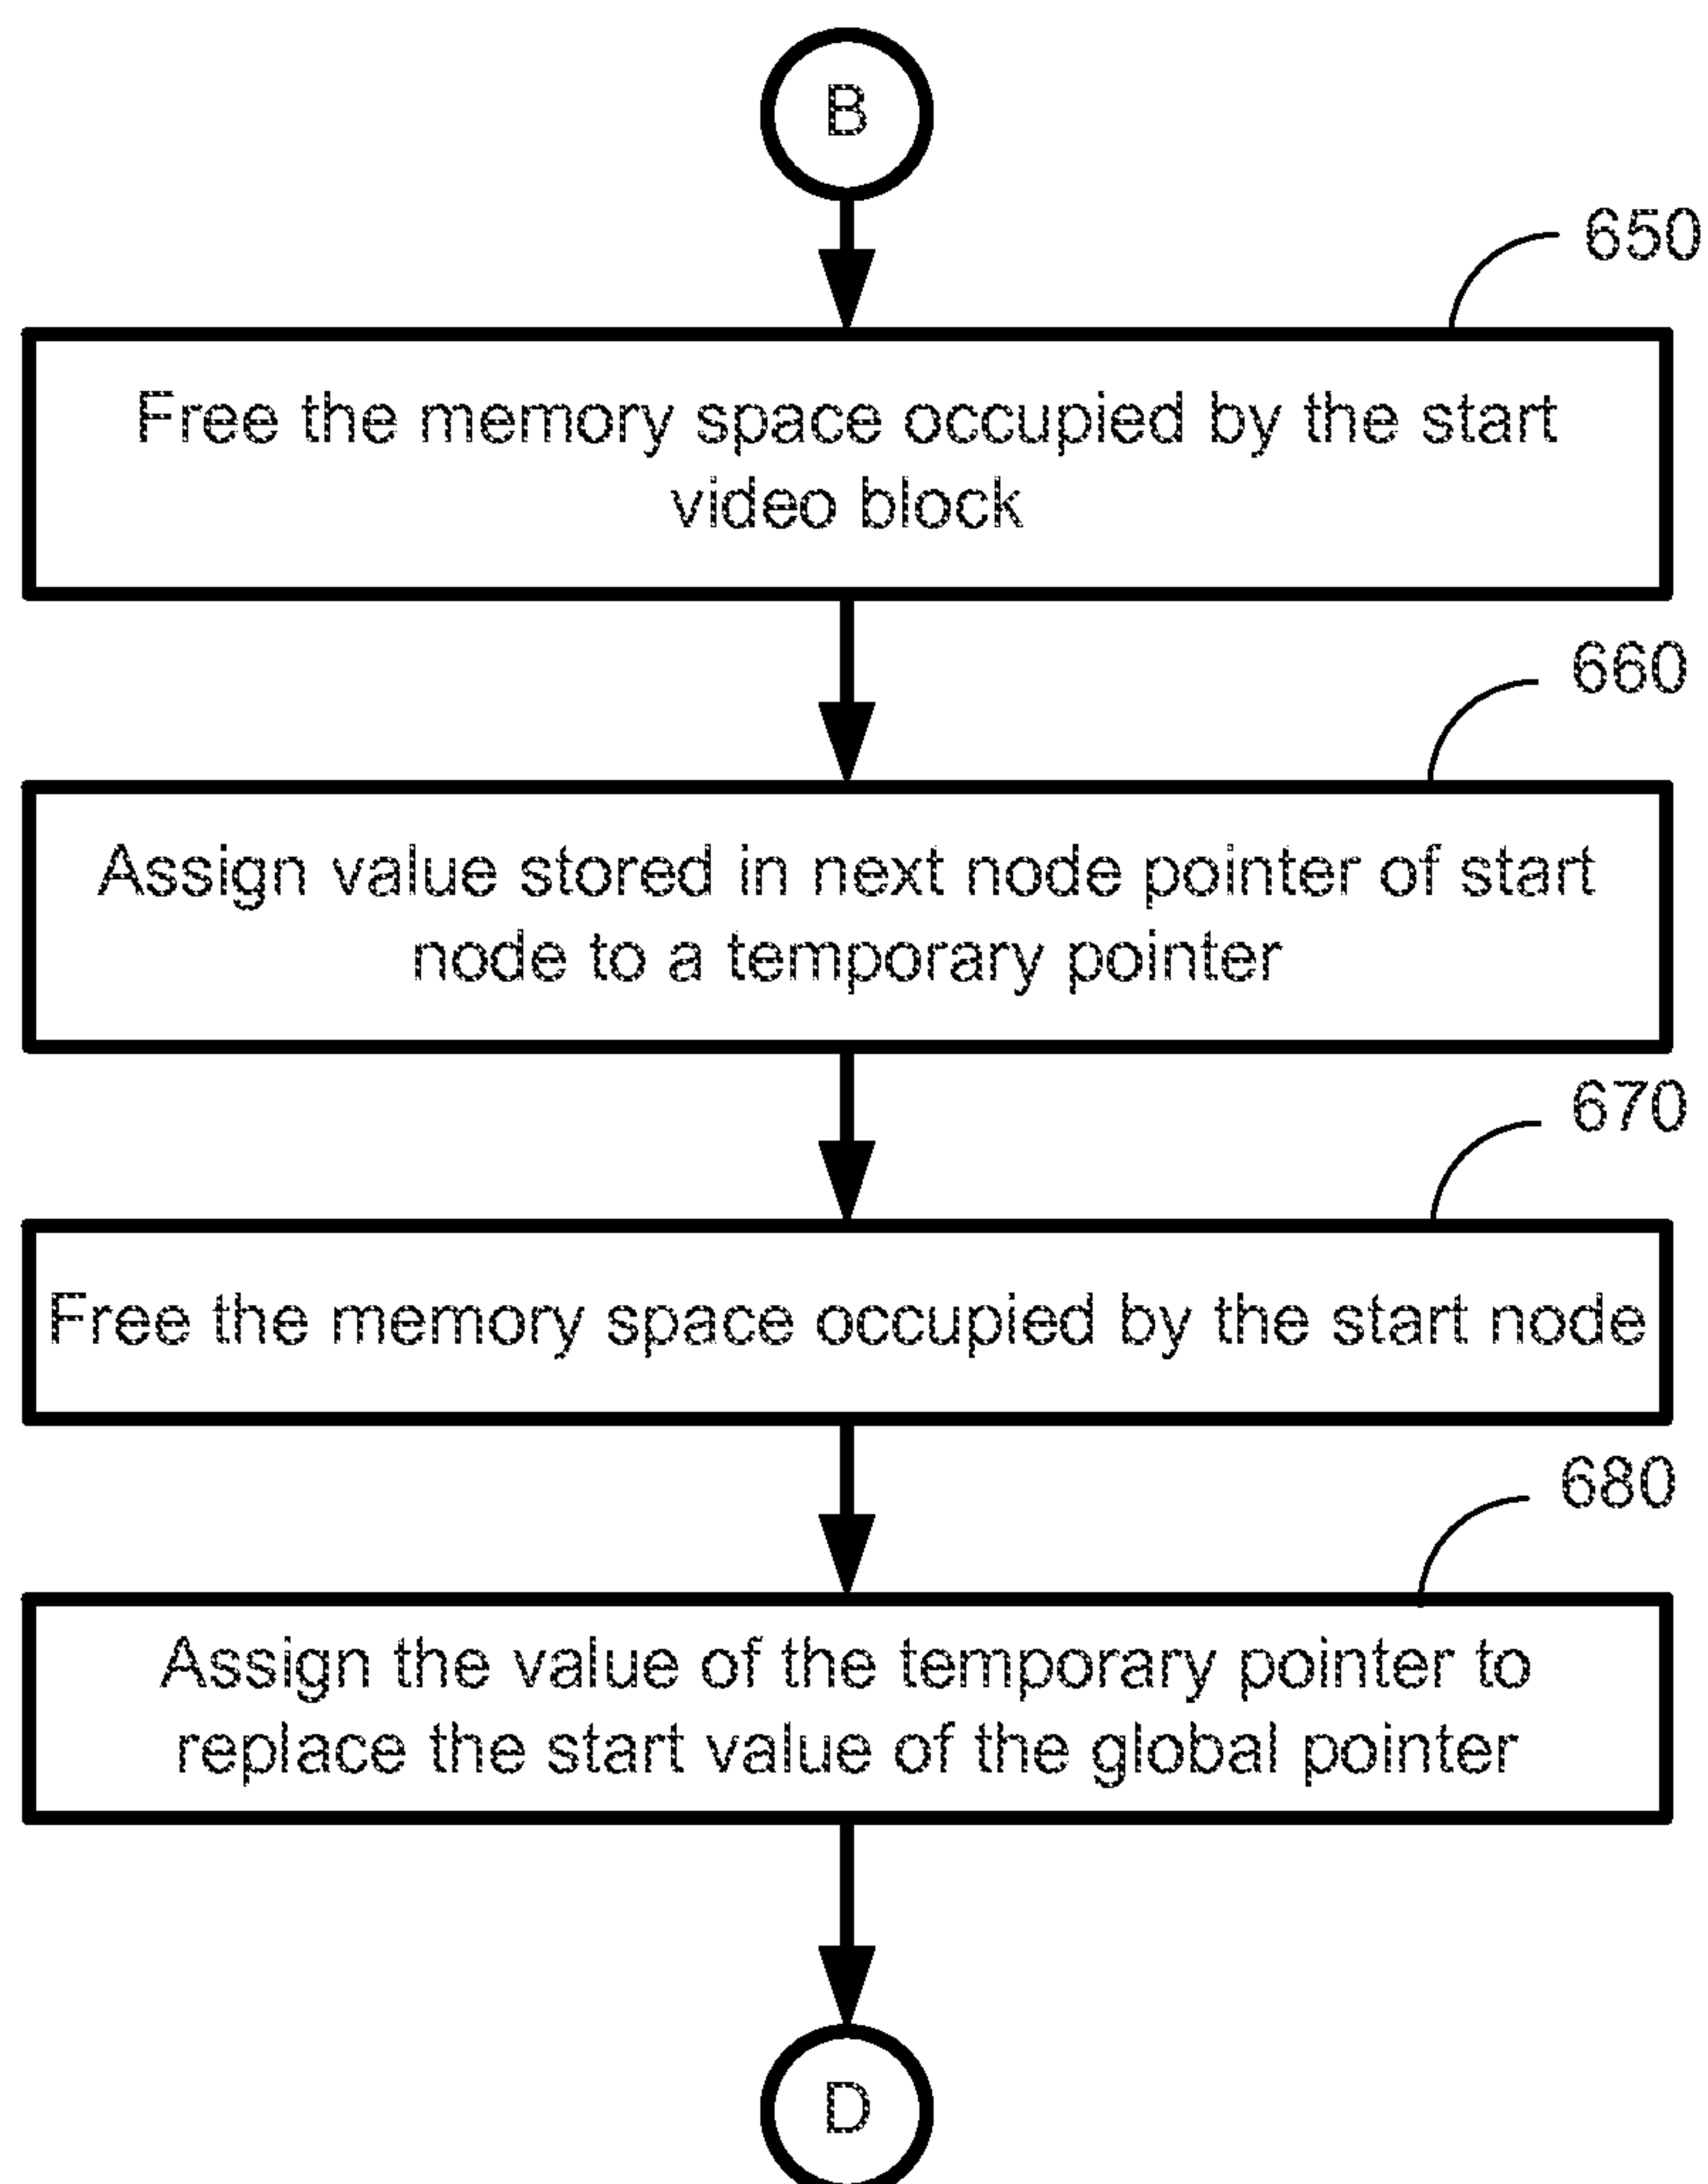 B
650
Free the memory space occupied by the start
video block
660
Assign value stored in next node pointer of start
node to a temporary pointer
670
Free the memory space occupied by the start node
680
Assign the value of the temporary pointer to
replace the start value of the global pointer
D